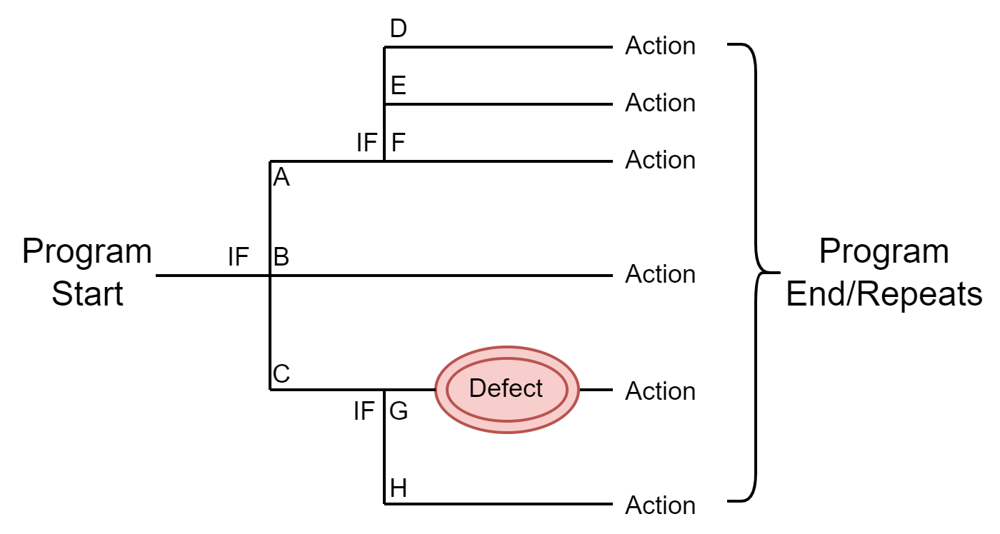 D
Action
E
Action
IF F
Action
A
Program
Start
IF B
Action
Program
End/Repeats
C
Defect
Action
IF G
H
Action